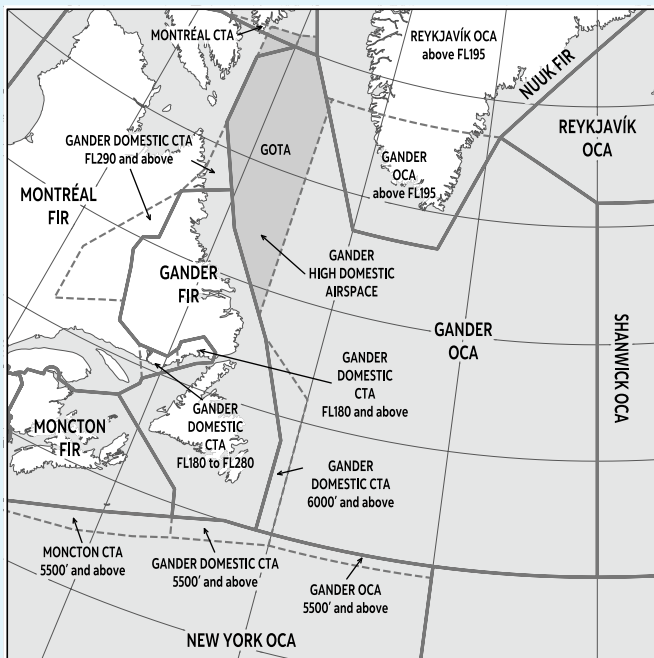 MONTRÉAL CTA
REYKJAVÍK OCA
above FL195
NUUK FIR
REYKJAVÍK
OCA
GANDER DOMESTIC CTA
FL290 and above
GOTA
GANDER
OCA
above FL195
MONTRÉAL
FIR
GANDER
HIGH DOMESTIC
AIRSPACE
GANDER
FIR
GANDER
OCA
SHANWICK OCA
GANDER
DOMESTIC
CTA
FL180 and above
GANDER
DOMESTIC
CTA
FL180 to FL280
MONCTON
FIR
GANDER
DOMESTIC CTA
6000' and above
MONCTON CTA
5500' and above
GANDER DOMESTIC CTA
5500' and above
GANDER OCA
5500' and above
NEW YORK OCA